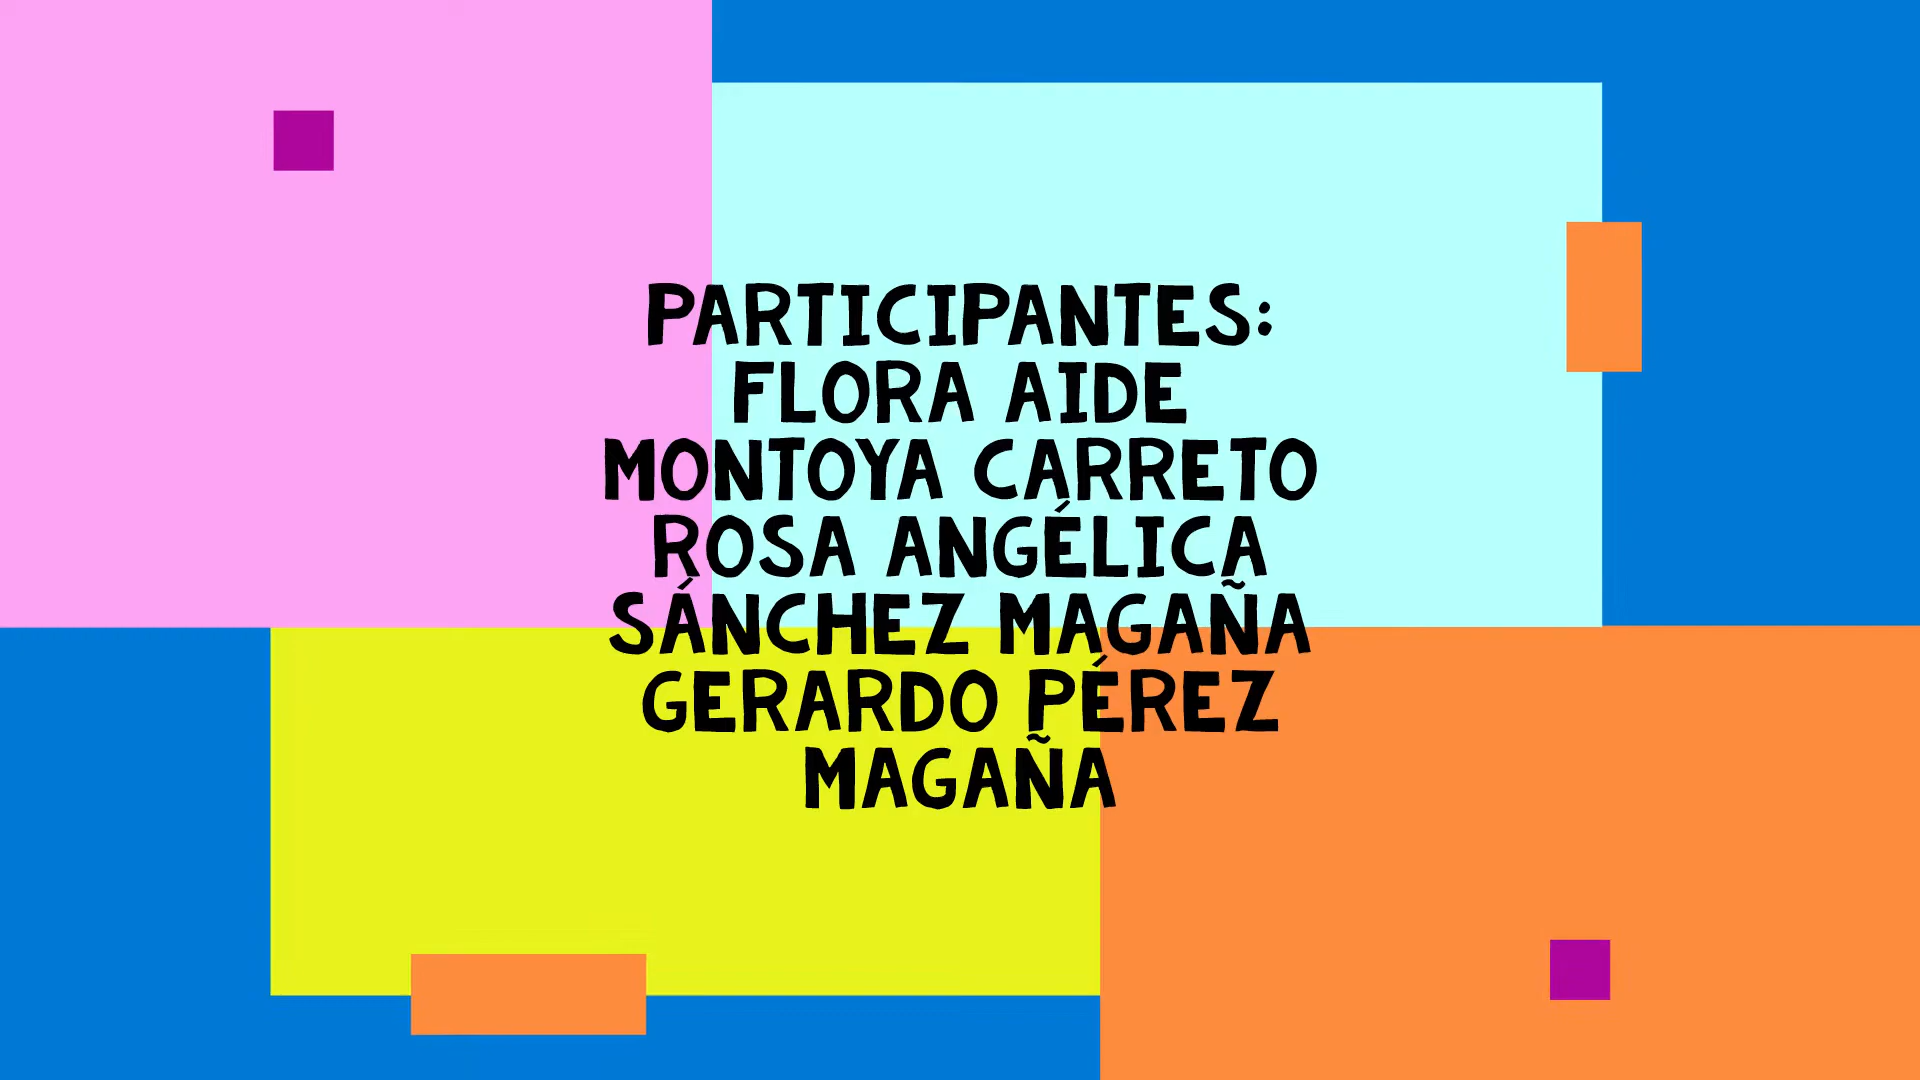 PARTICIPANTES:
FLORA AIDE
MONTOYA CARRETO
ROSA ANGÉLICA
SÁNCHEZ MAGAÑA
GERARDO PÉREZ
MAGAÑA